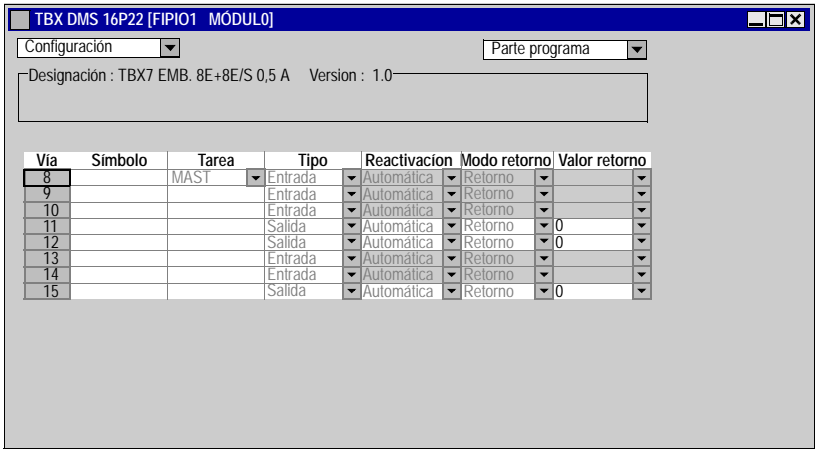 TBX DMS 16P22 [FIPIO1 MÓDUL0]
Configuración Parte programa
Designación : TBX7 EMB. 8E+8E/S 0,5 A Version : 1.0
Vía Símbolo Tarea Tipo Reactivacíon Modo retorno Valor retorno
8 MAST Entrada Automática Retorno
9 Entrada Automática Retorno
10 Entrada Automática Retorno
11 Salida Automática Retorno 0
12 Salida Automática Retorno 0
13 Entrada Automática Retorno
14 Entrada Automática Retorno
15 Salida Automática Retorno 0